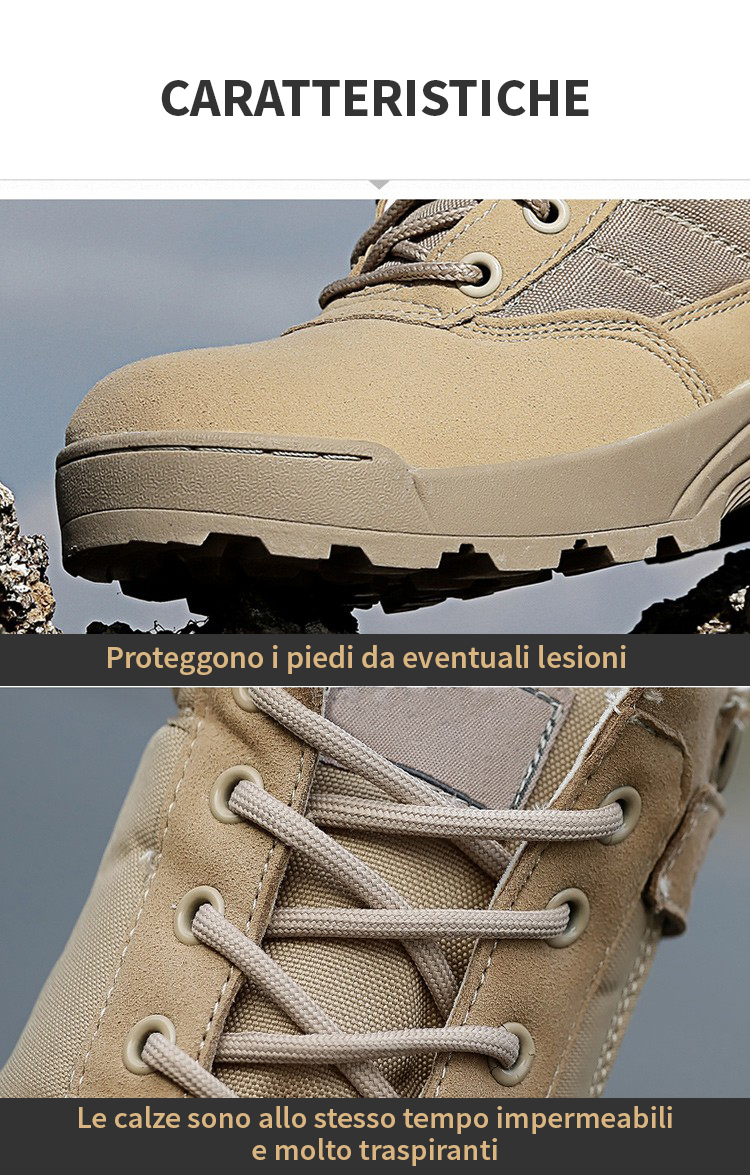 CARATTERISTICHE
Proteggono i piedi da eventuali lesioni
Le calze sono allo stesso tempo impermeabili
e molto traspiranti